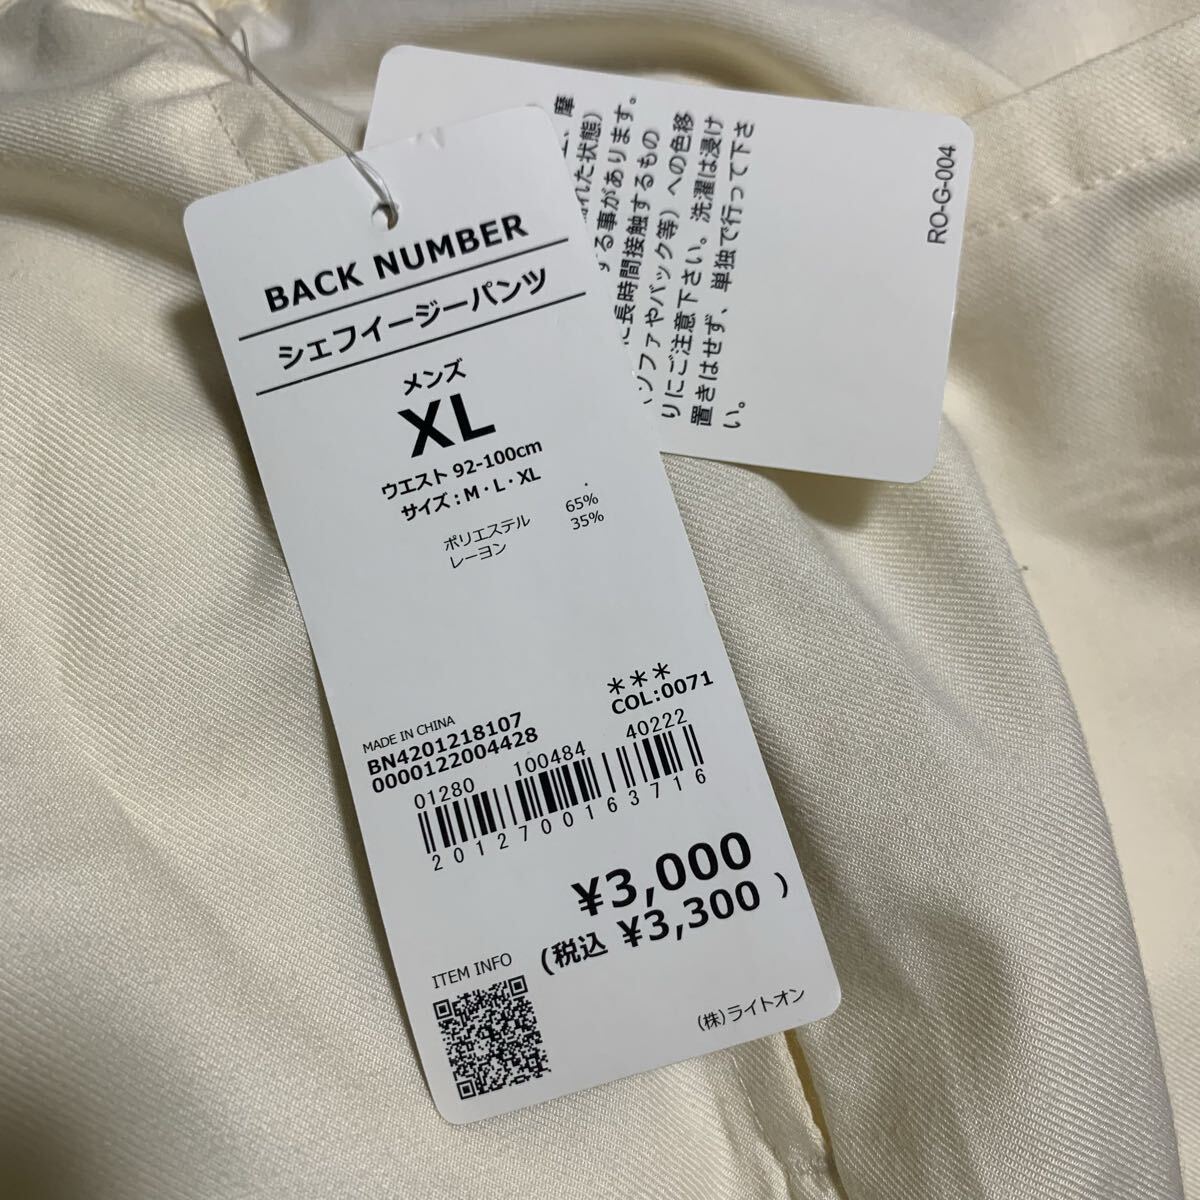 BACK NUMBER
シェフイージーパンツ
メンズ
XL
ウエスト 92-100cm
サイズ：M・L・XL
ポリエステル 65%
レーヨン 35%
＊＊＊
COL:0071
MADE IN CHINA
BN4201218107
0000122004428
01280 100484 40222
2012700163716
¥3,000
(税込 ¥3,300 )
ITEM INFO
(株)ライトオン
摩
れた状態)
する事があります。
に長時間接触するもの
ソファやバック等）への色移
りにご注意下さい。洗濯は浸け
置きはせず、単独で行って下さ
い。
RO-G-004